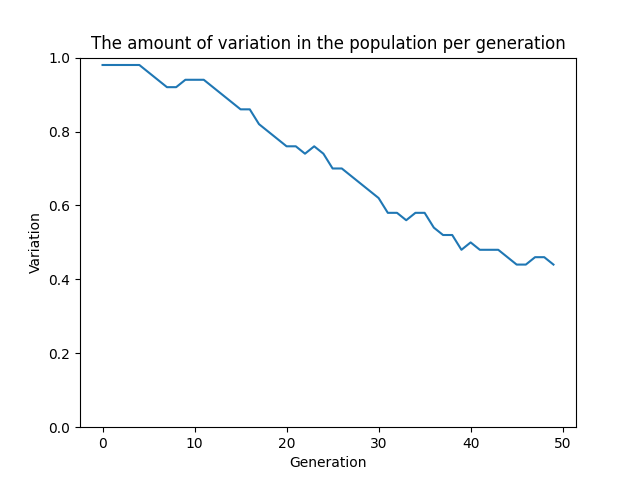 The amount of variation in the population per generation
1.0
0.8
0.6
0.4
0.2
0.0
Variation
0 10 20 30 40 50
Generation